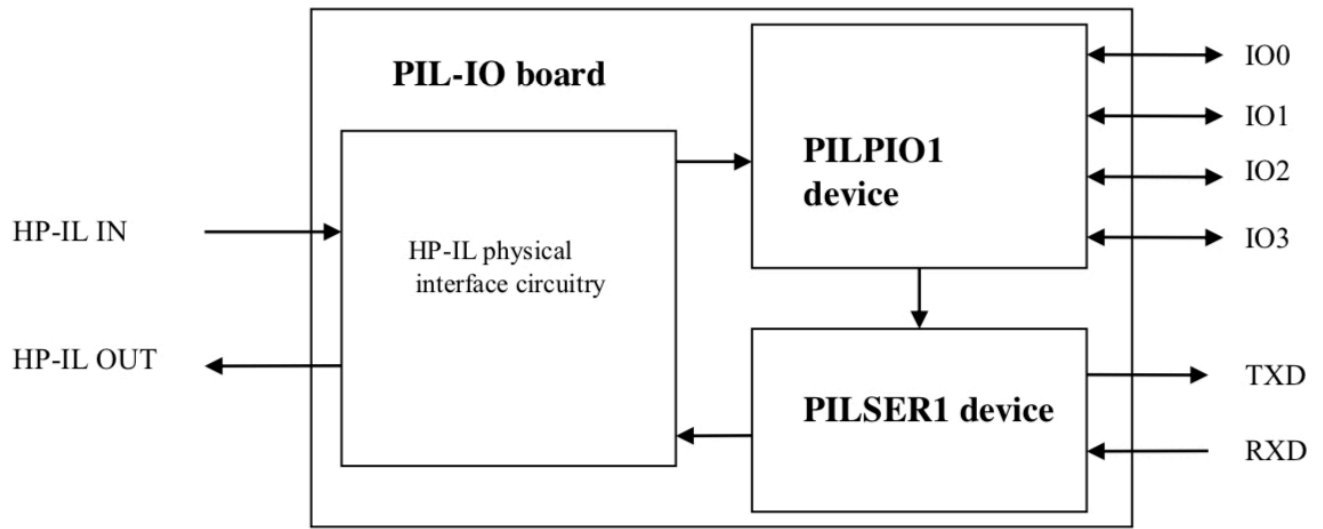 PIL-IO board
HP-IL IN
HP-IL OUT
HP-IL physical
interface circuitry
PILPIO1
device
IO0
IO1
IO2
IO3
PILSER1 device
TXD
RXD